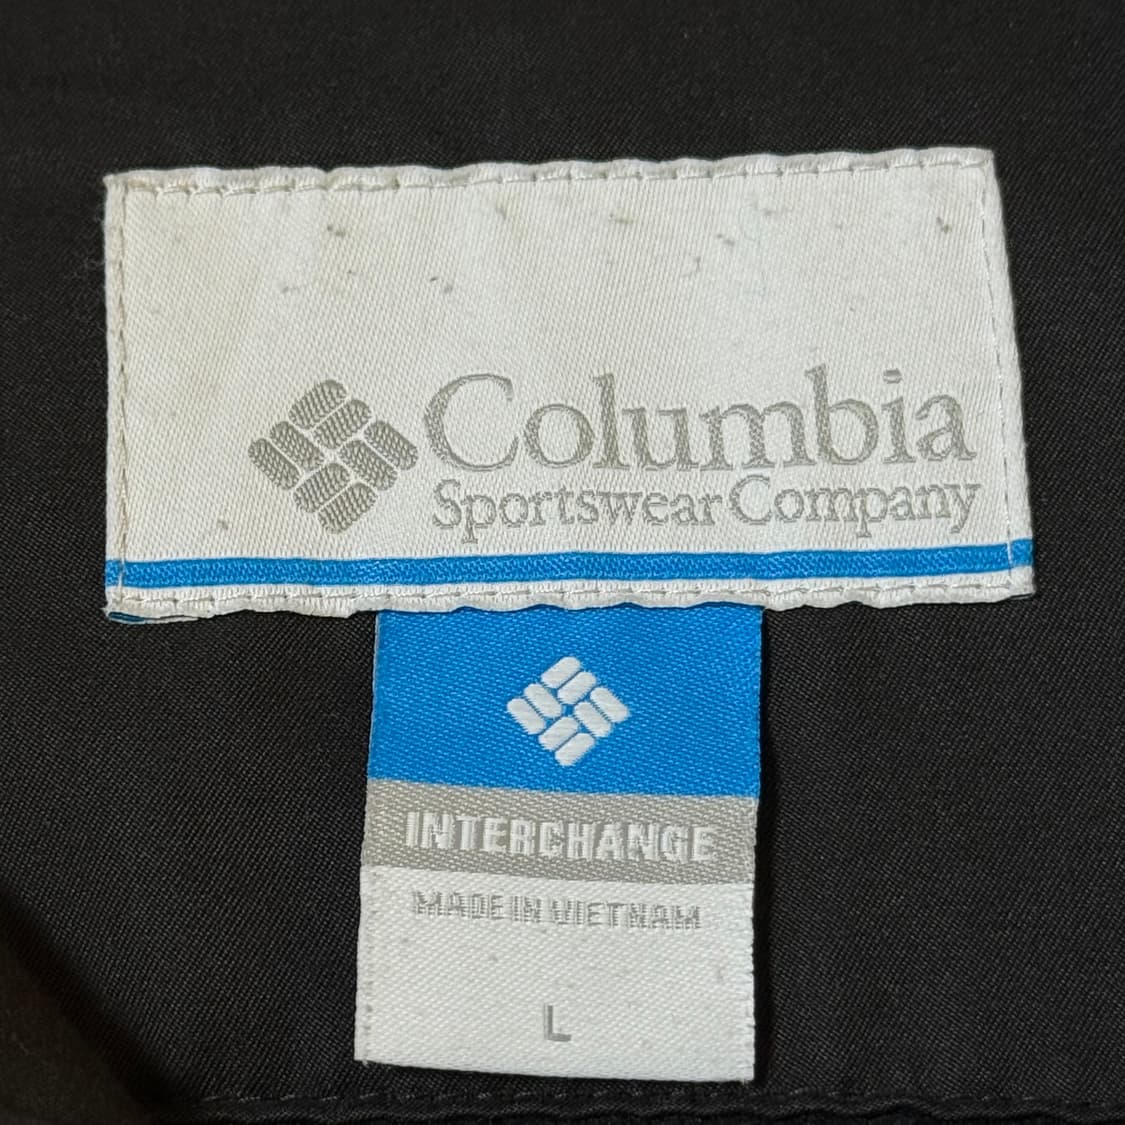 Columbia
Sportswear Company
INTERCHANGE
MADE IN VIETNAM
L